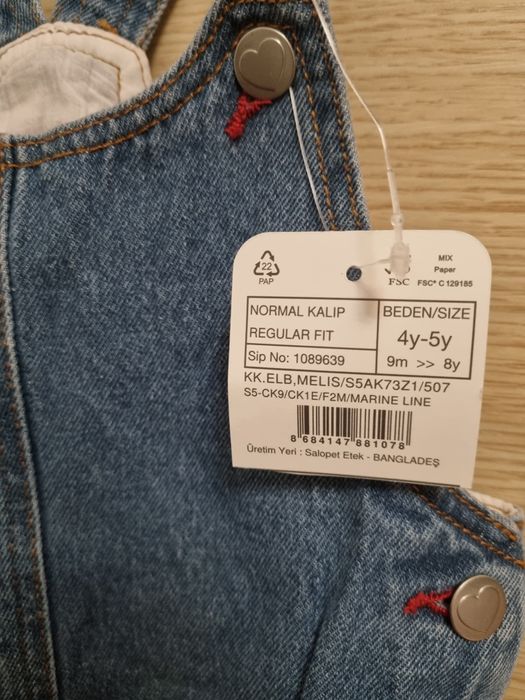 22
PAP
FSC
MIX
Paper
FSC® C 129185
NORMAL KALIP
REGULAR FIT
Sip No: 1089639
BEDEN/SIZE
4y-5y
9m >> 8y
KK.ELB,MELIS/S5AK73Z1/507
S5-CK9/CK1E/F2M/MARINE LINE
8 684147 881078
Üretim Yeri : Salopet Etek - BANGLADEŞ